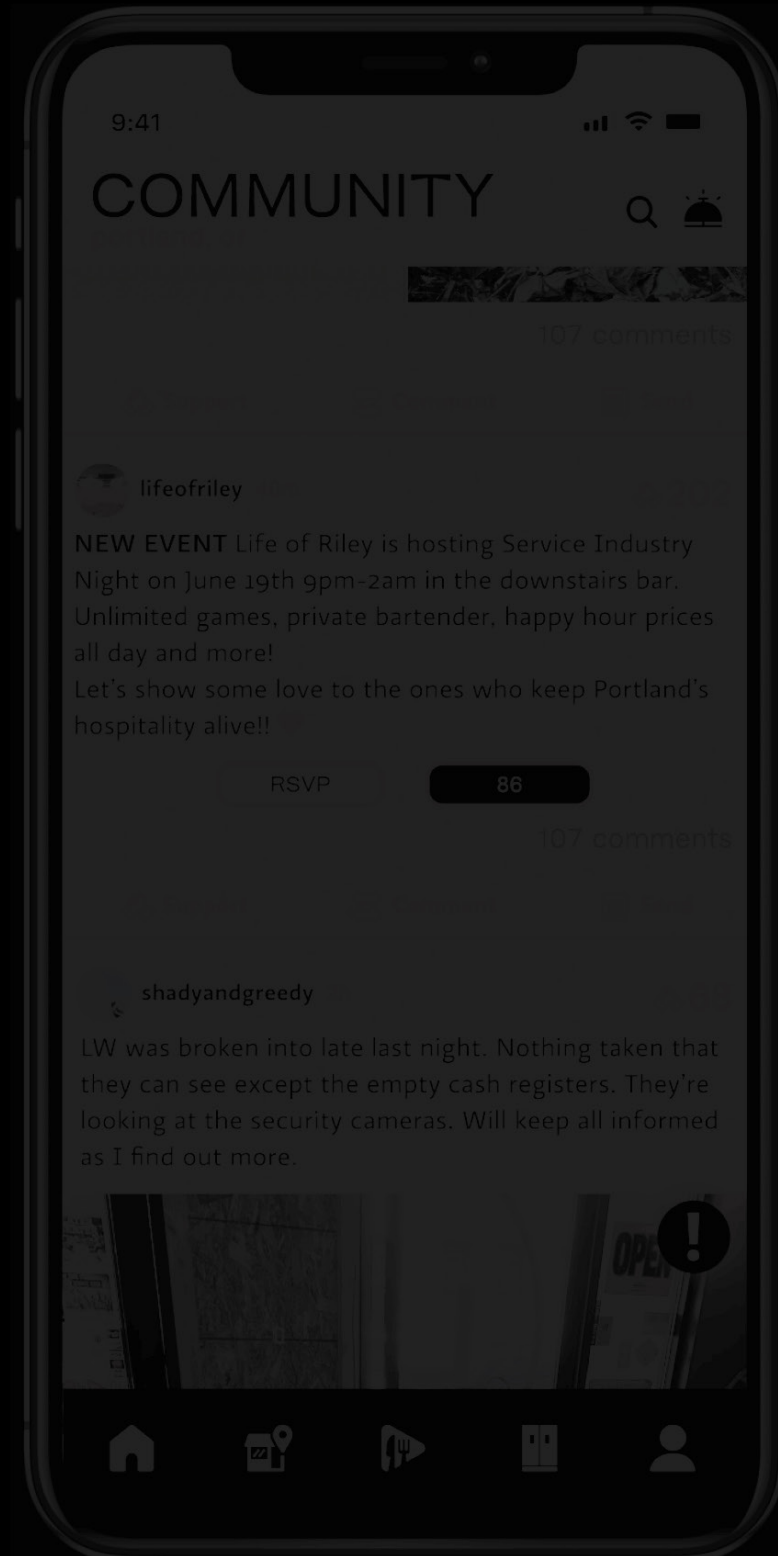 9:41
COMMUNITY
107 comments
lifeofriley
NEW EVENT Life of Riley is hosting Service Industry
Night on June 19th 9pm-2am in the downstairs bar.
Unlimited games, private bartender, happy hour prices
all day and more!
Let's show some love to the ones who keep Portland's
hospitality alive!!
RSVP 86
107 comments
shadyandgreedy
LW was broken into late last night. Nothing taken that
they can see except the empty cash registers. They're
looking at the security cameras. Will keep all informed
as I find out more.
OPEN
!